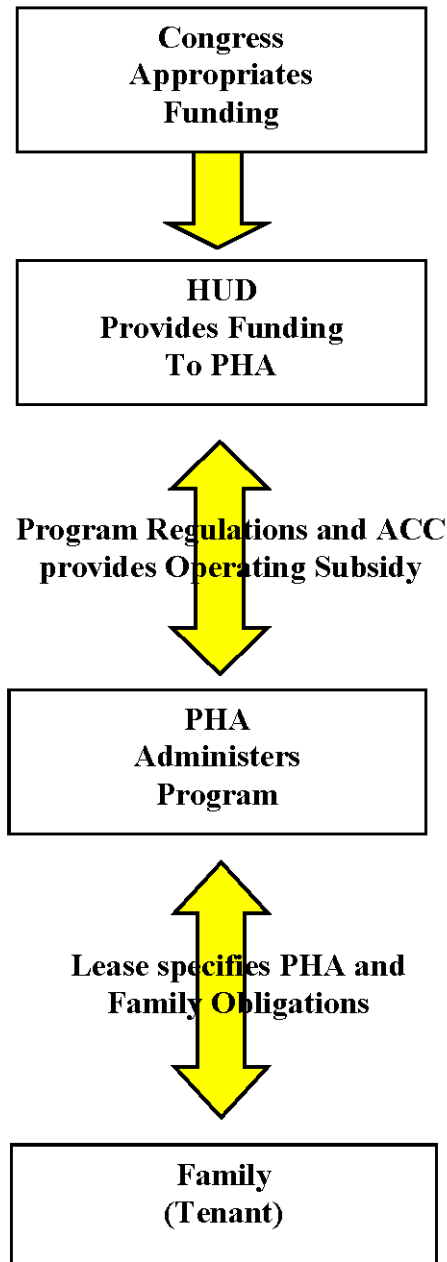 Congress
Appropriates
Funding
HUD
Provides Funding
To PHA
Program Regulations and ACC
provides Operating Subsidy
PHA
Administers
Program
Lease specifies PHA and
Family Obligations
Family
(Tenant)